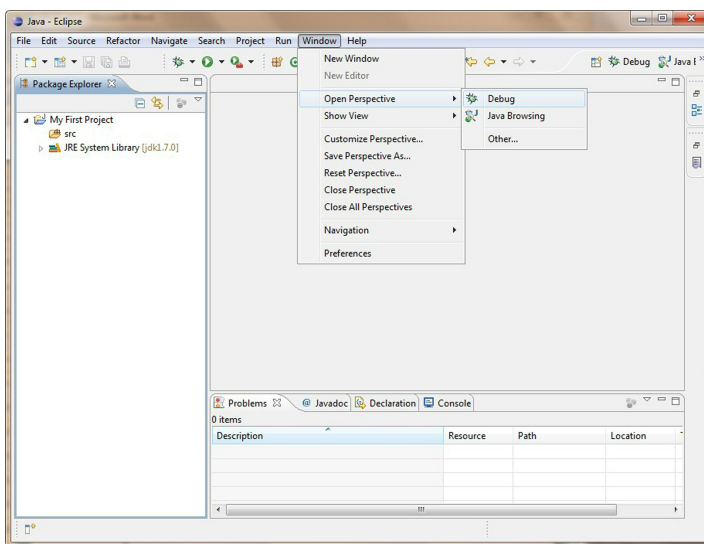 Java - Eclipse
File Edit Source Refactor Navigate Search Project Run Window Help
Debug Java
Package Explorer
My First Project
src
JRE System Library [jdk1.7.0]
New Window
New Editor
Open Perspective
Show View
Customize Perspective...
Save Perspective As...
Reset Perspective...
Close Perspective
Close All Perspectives
Navigation
Preferences
Debug
Java Browsing
Other...
Problems @ Javadoc Declaration Console
0 items
Description Resource Path Location